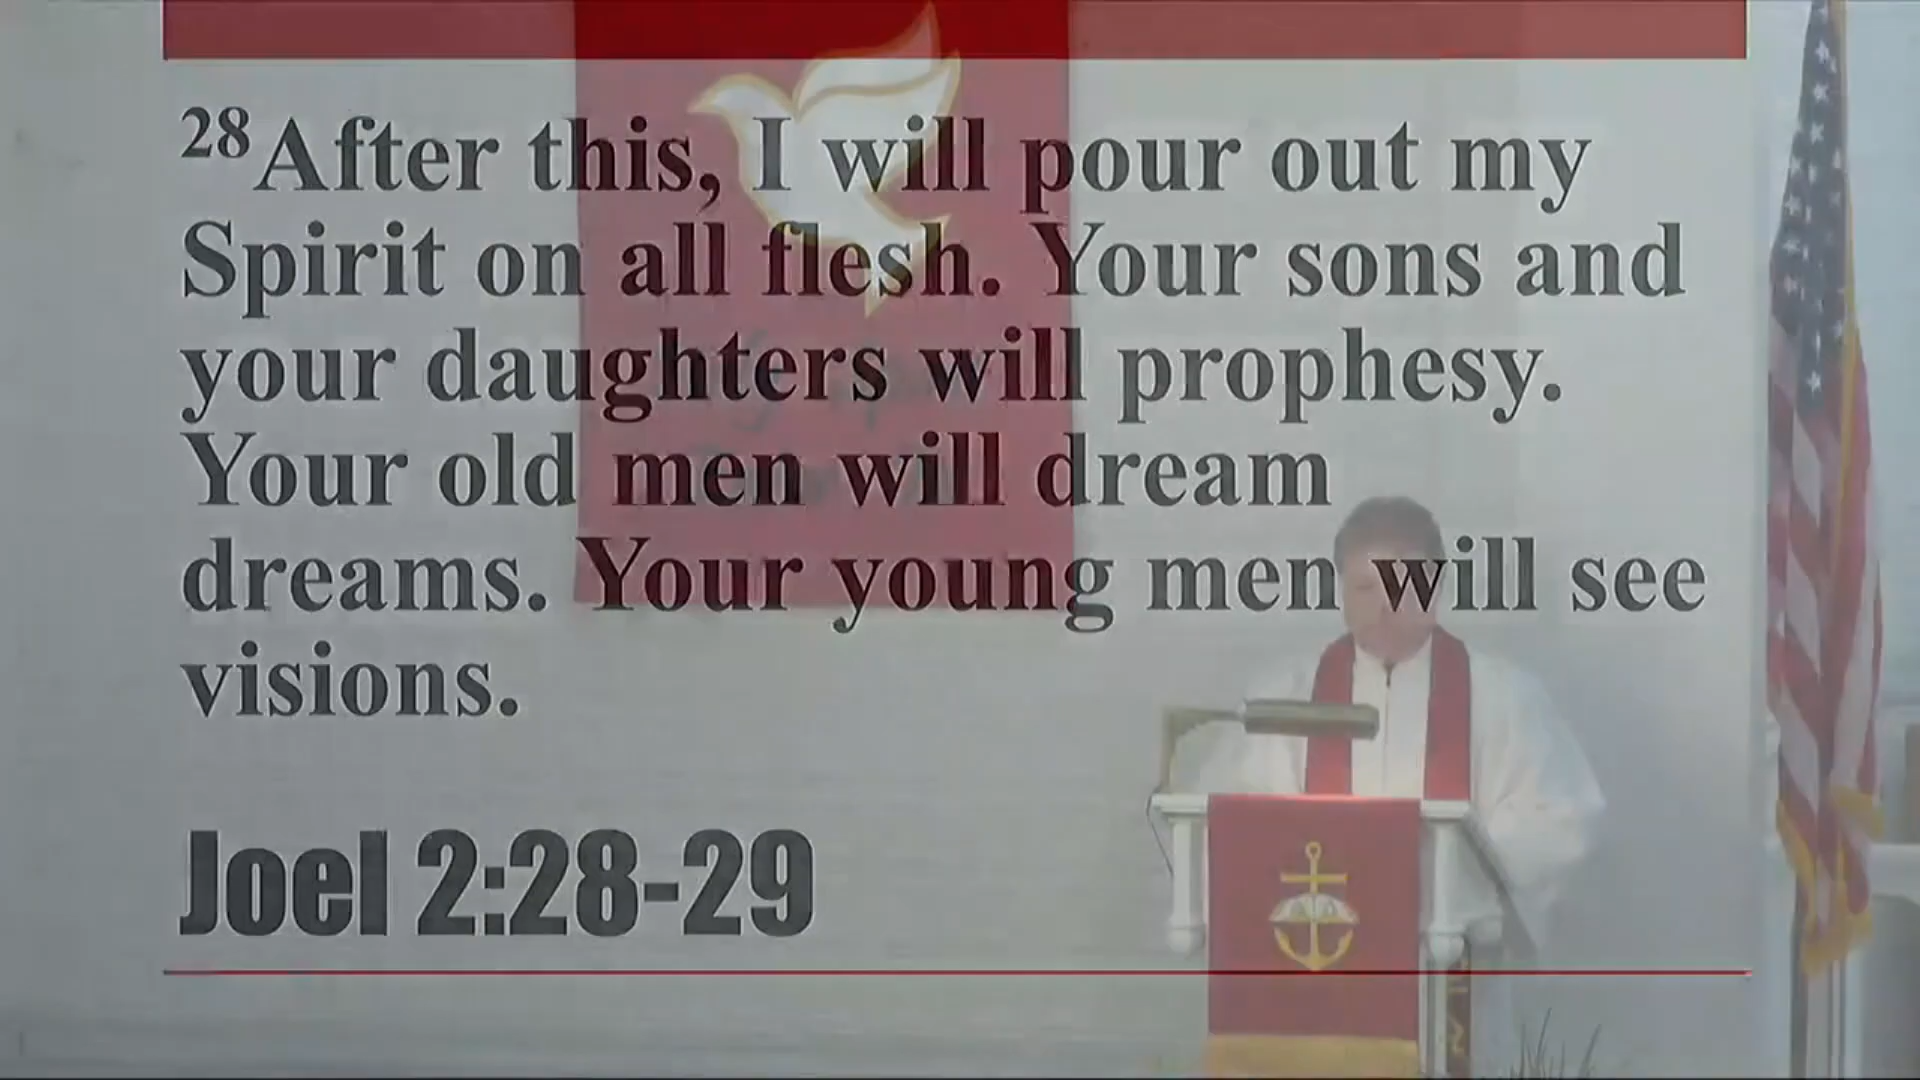 28After this, I will pour out my
Spirit on all flesh. Your sons and
your daughters will prophesy.
Your old men will dream
dreams. Your young men will see
visions.
Joel 2:28-29